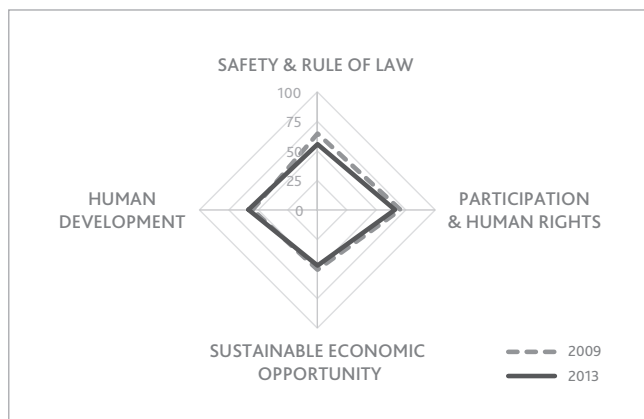 SAFETY & RULE OF LAW
100
75
50
25
0
HUMAN
DEVELOPMENT
PARTICIPATION
& HUMAN RIGHTS
SUSTAINABLE ECONOMIC
OPPORTUNITY
2009
2013